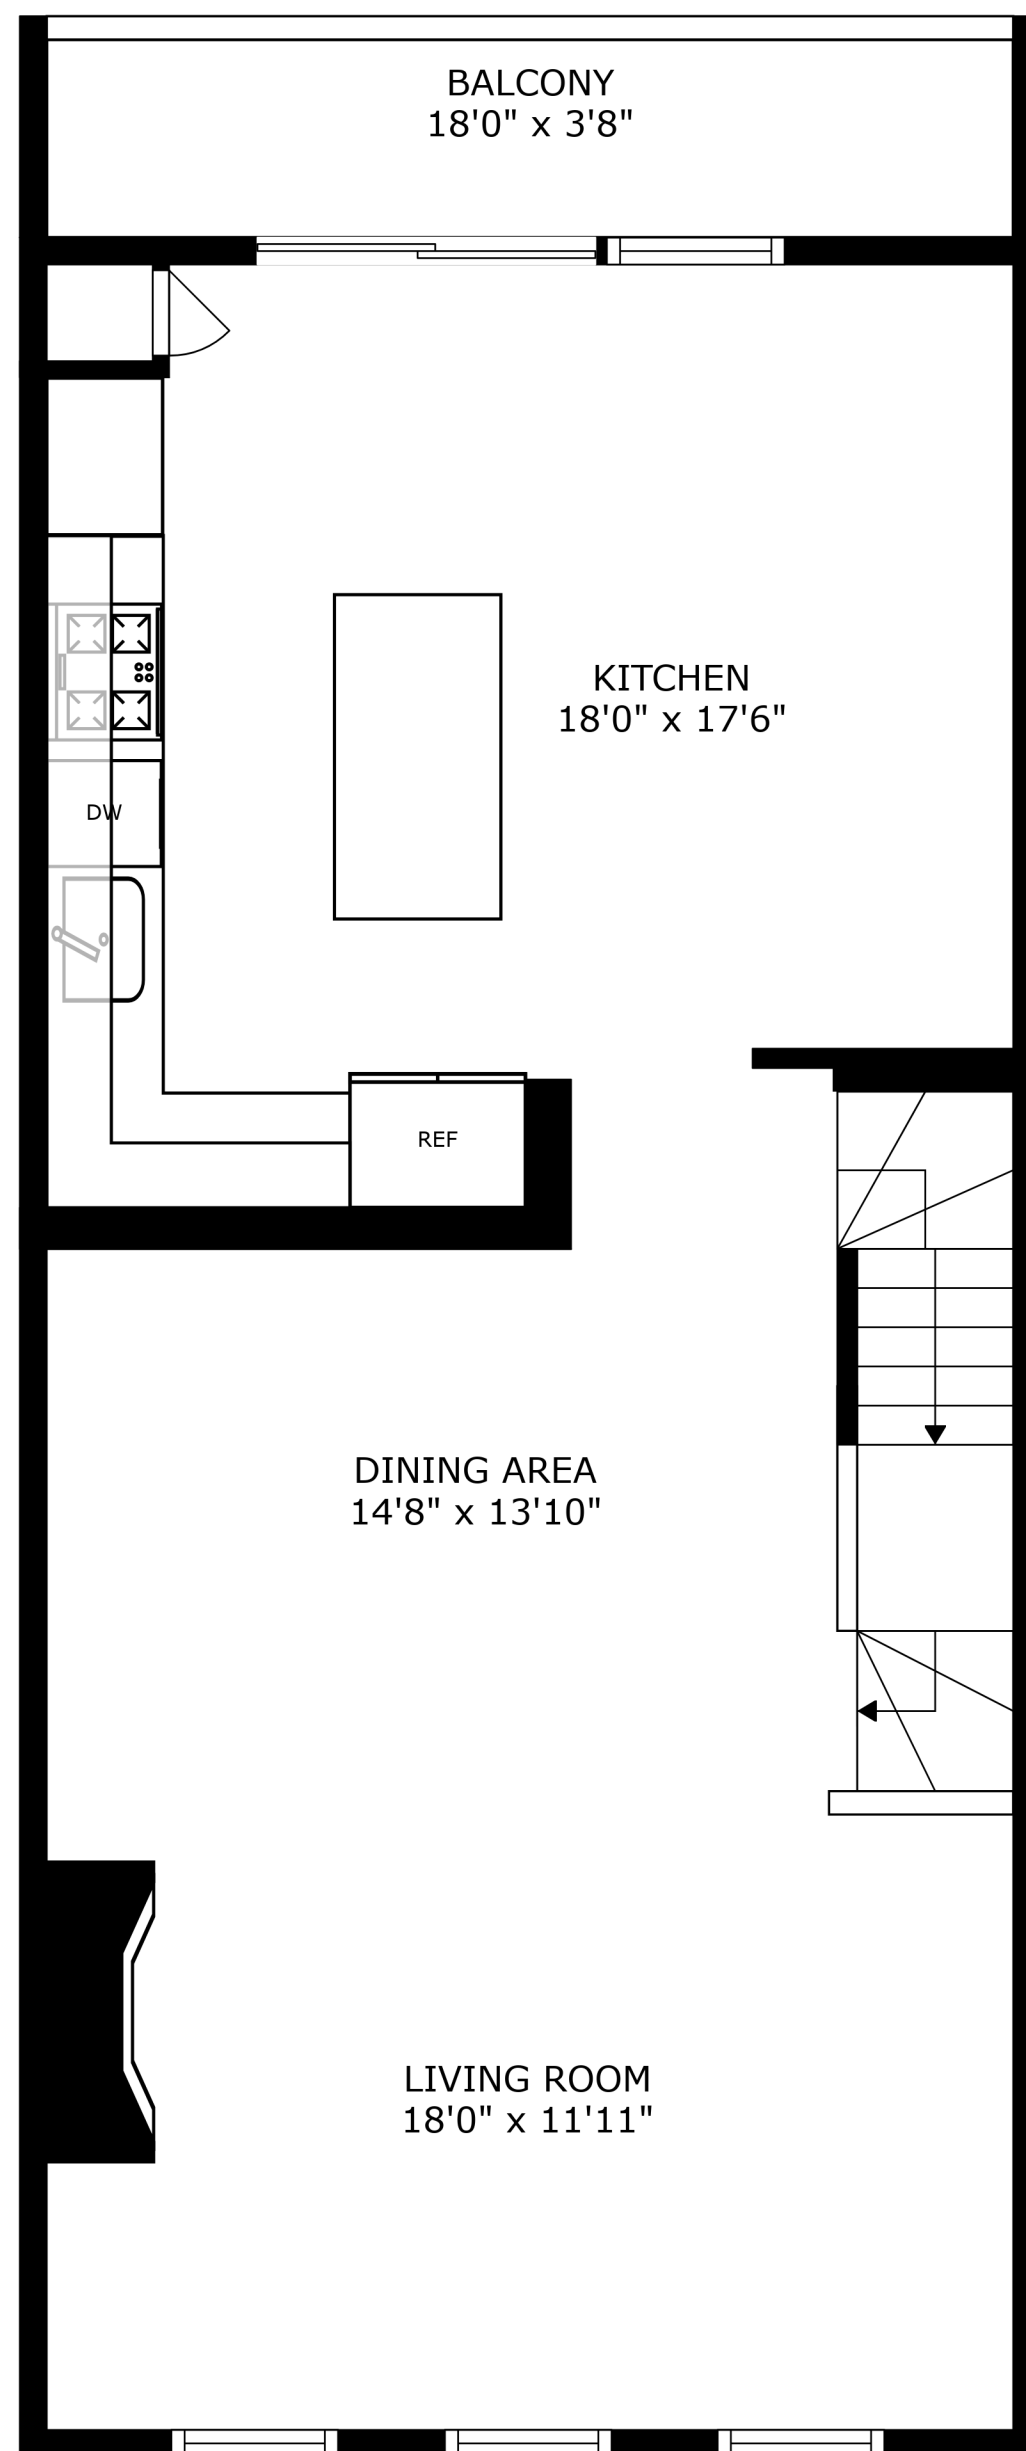 BALCONY
18'0" x 3'8"
KITCHEN
18'0" x 17'6"
DW
REF
DINING AREA
14'8" x 13'10"
LIVING ROOM
18'0" x 11'11"